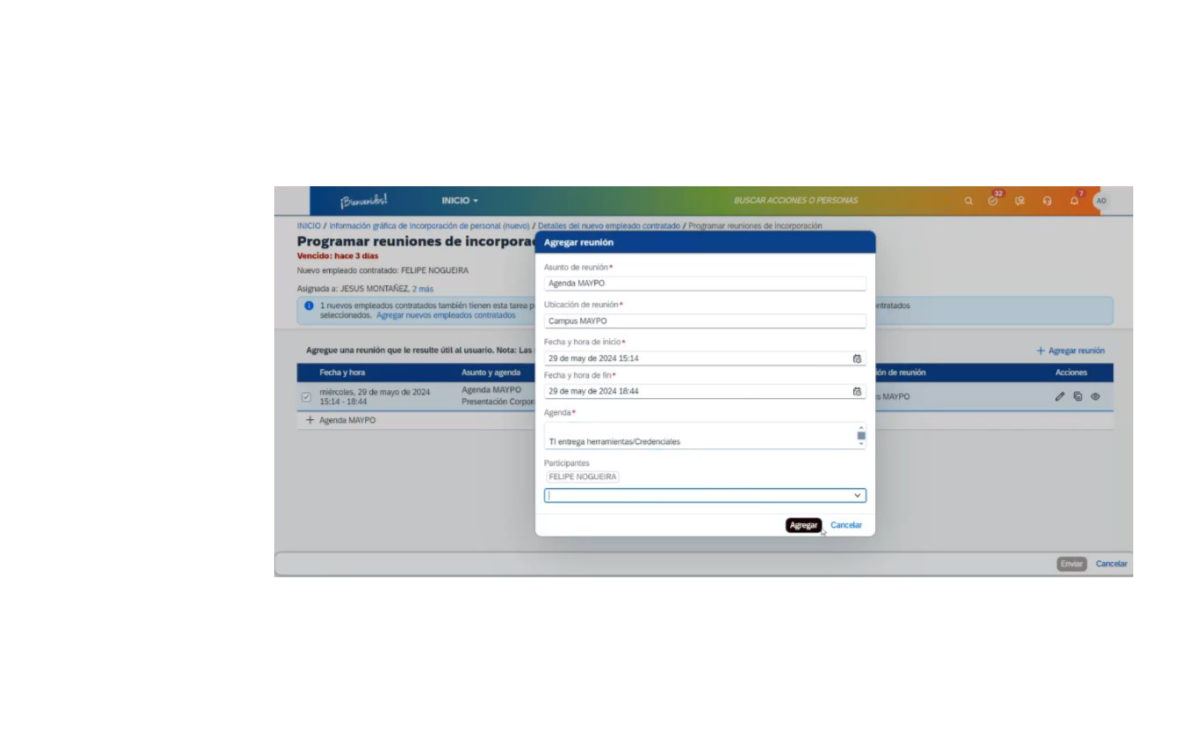 ¡Bienvenidos!
INICIO
BUSCAR ACCIONES O PERSONAS
32
7
AO
INICIO / Información gráfica de incorporación de personal (nuevo) / Detalles del nuevo empleado contratado / Programar reuniones de incorporación
Programar reuniones de incorpora
Vencido: hace 3 días
Nuevo empleado contratado: FELIPE NOGUEIRA
Asignada a: JESUS MONTAÑEZ, 2 más
1 nuevos empleados contratados también tienen esta tarea p
ntratados
seleccionados. Agregar nuevos empleados contratados
Agregue una reunión que le resulte útil al usuario. Nota: Las
Agregar reunión
Fecha y hora
Asunto y agenda
ión de reunión
Acciones
miércoles, 29 de mayo de 2024
15:14 - 18:44
Agenda MAYPO
Presentación Corpor
s MAYPO
Agenda MAYPO
Agregar reunión
Asunto de reunión*
Agenda MAYPO
Ubicación de reunión*
Campus MAYPO
Fecha y hora de inicio*
29 de may de 2024 15:14
Fecha y hora de fin*
29 de may de 2024 18:44
Agenda*
TI entrega herramientas/Credenciales
Participantes
FELIPE NOGUEIRA
Agregar
Cancelar
Enviar
Cancelar